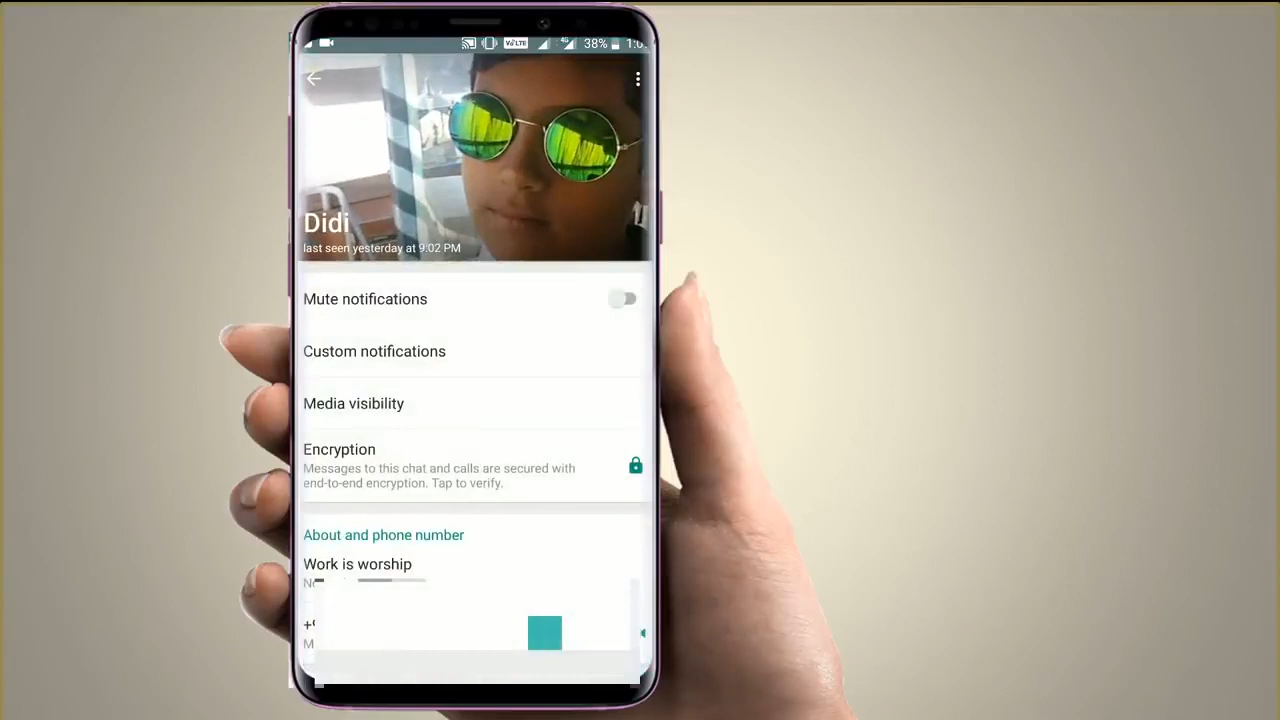 VoLTE 4G 38%
Didi
last seen yesterday at 9:02 PM
Mute notifications
Custom notifications
Media visibility
Encryption
Messages to this chat and calls are secured with
end-to-end encryption. Tap to verify.
About and phone number
Work is worship